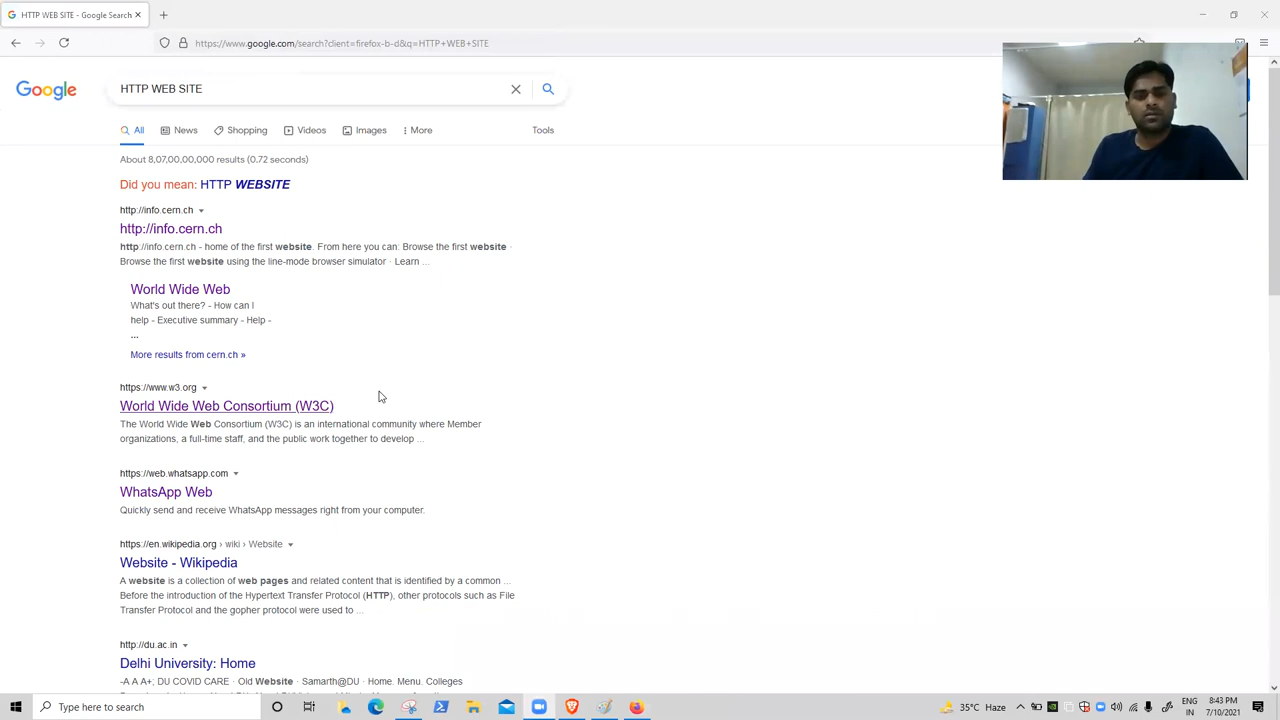 HTTP WEB SITE - Google Search
https://www.google.com/search?client=firefox-b-d&q=HTTP+WEB+SITE
Google
HTTP WEB SITE
All News Shopping Videos Images More Tools
About 8,07,00,00,000 results (0.72 seconds)
Did you mean: HTTP WEBSITE
http://info.cern.ch
http://info.cern.ch
http://info.cern.ch - home of the first website. From here you can: Browse the first website ·
Browse the first website using the line-mode browser simulator · Learn ...
World Wide Web
What's out there? - How can I
help - Executive summary - Help -
...
More results from cern.ch »
https://www.w3.org
World Wide Web Consortium (W3C)
The World Wide Web Consortium (W3C) is an international community where Member
organizations, a full-time staff, and the public work together to develop ...
https://web.whatsapp.com
WhatsApp Web
Quickly send and receive WhatsApp messages right from your computer.
https://en.wikipedia.org › wiki › Website
Website - Wikipedia
A website is a collection of web pages and related content that is identified by a common ...
Before the introduction of the Hypertext Transfer Protocol (HTTP), other protocols such as File
Transfer Protocol and the gopher protocol were used to ...
http://du.ac.in
Delhi University: Home
-A A A+; DU COVID CARE · Old Website · Samarth@DU · Home. Menu. Colleges
Type here to search
35°C Haze
ENG
IN
8:43 PM
7/10/2021